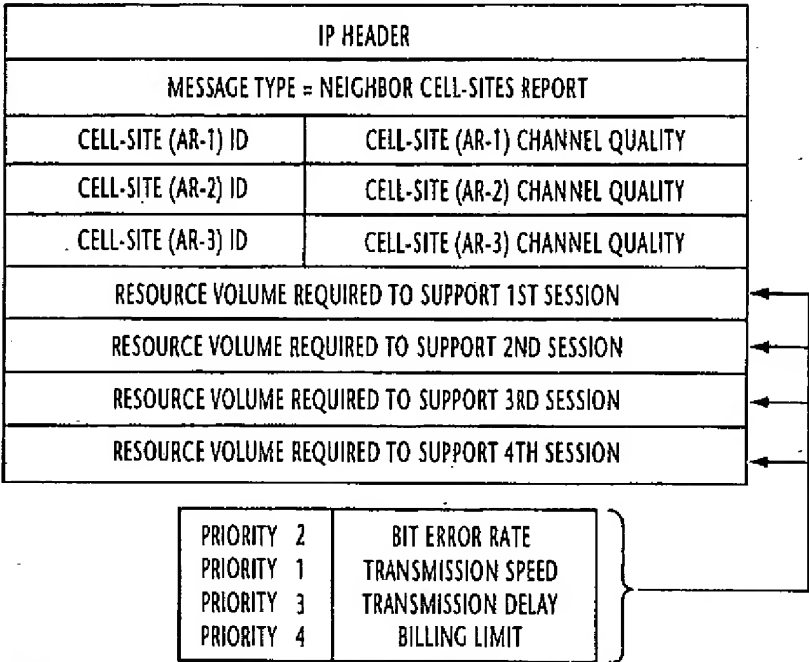 IP HEADER
MESSAGE TYPE = NEIGHBOR CELL-SITES REPORT
CELL-SITE (AR-1) ID CELL-SITE (AR-1) CHANNEL QUALITY
CELL-SITE (AR-2) ID CELL-SITE (AR-2) CHANNEL QUALITY
CELL-SITE (AR-3) ID CELL-SITE (AR-3) CHANNEL QUALITY
RESOURCE VOLUME REQUIRED TO SUPPORT 1ST SESSION
RESOURCE VOLUME REQUIRED TO SUPPORT 2ND SESSION
RESOURCE VOLUME REQUIRED TO SUPPORT 3RD SESSION
RESOURCE VOLUME REQUIRED TO SUPPORT 4TH SESSION
PRIORITY 2 BIT ERROR RATE
PRIORITY 1 TRANSMISSION SPEED
PRIORITY 3 TRANSMISSION DELAY
PRIORITY 4 BILLING LIMIT